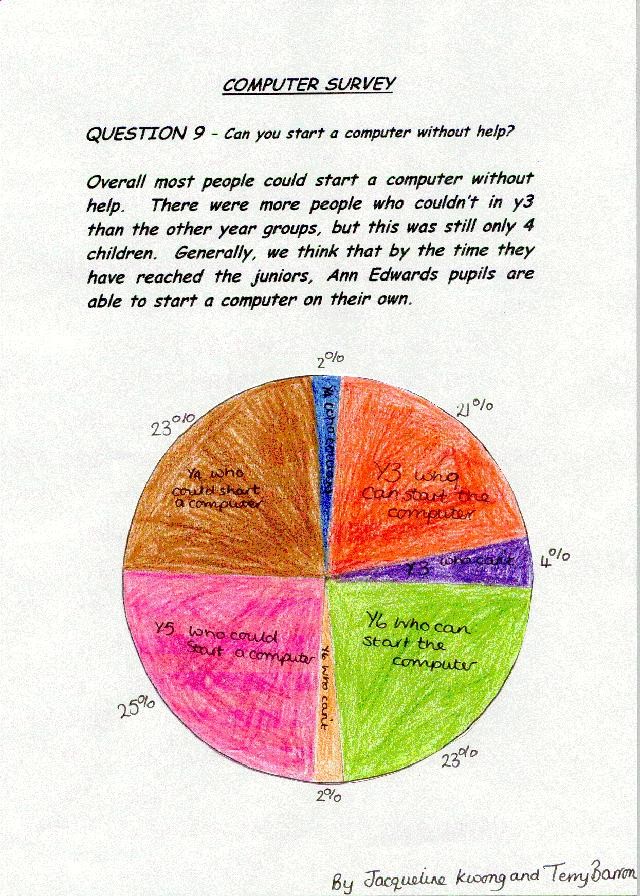 COMPUTER SURVEY
QUESTION 9 - Can you start a computer without help?
Overall most people could start a computer without
help. There were more people who couldn't in y3
than the other year groups, but this was still only 4
children. Generally, we think that by the time they
have reached the juniors, Ann Edwards pupils are
able to start a computer on their own.
2%
23%
21%
Y4 who
could start
a computer
Y3 who
can start the
computer
Y3 who can't
4%
Y5 who could
start a computer
Y6 who can't
Y6 who can
start the
computer
25%
23%
2%
By Jacqueline Kwong and Terry Barron